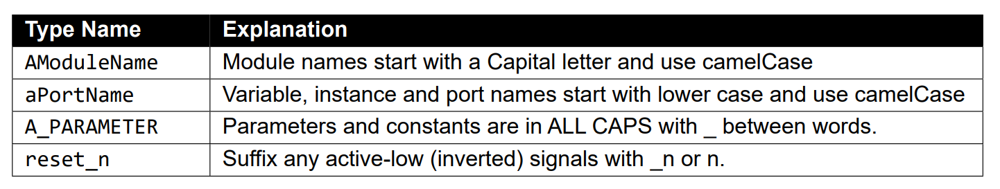 Type Name Explanation
AModuleName Module names start with a Capital letter and use camelCase
aPortName Variable, instance and port names start with lower case and use camelCase
A_PARAMETER Parameters and constants are in ALL CAPS with _ between words.
reset_n Suffix any active-low (inverted) signals with _n or n.